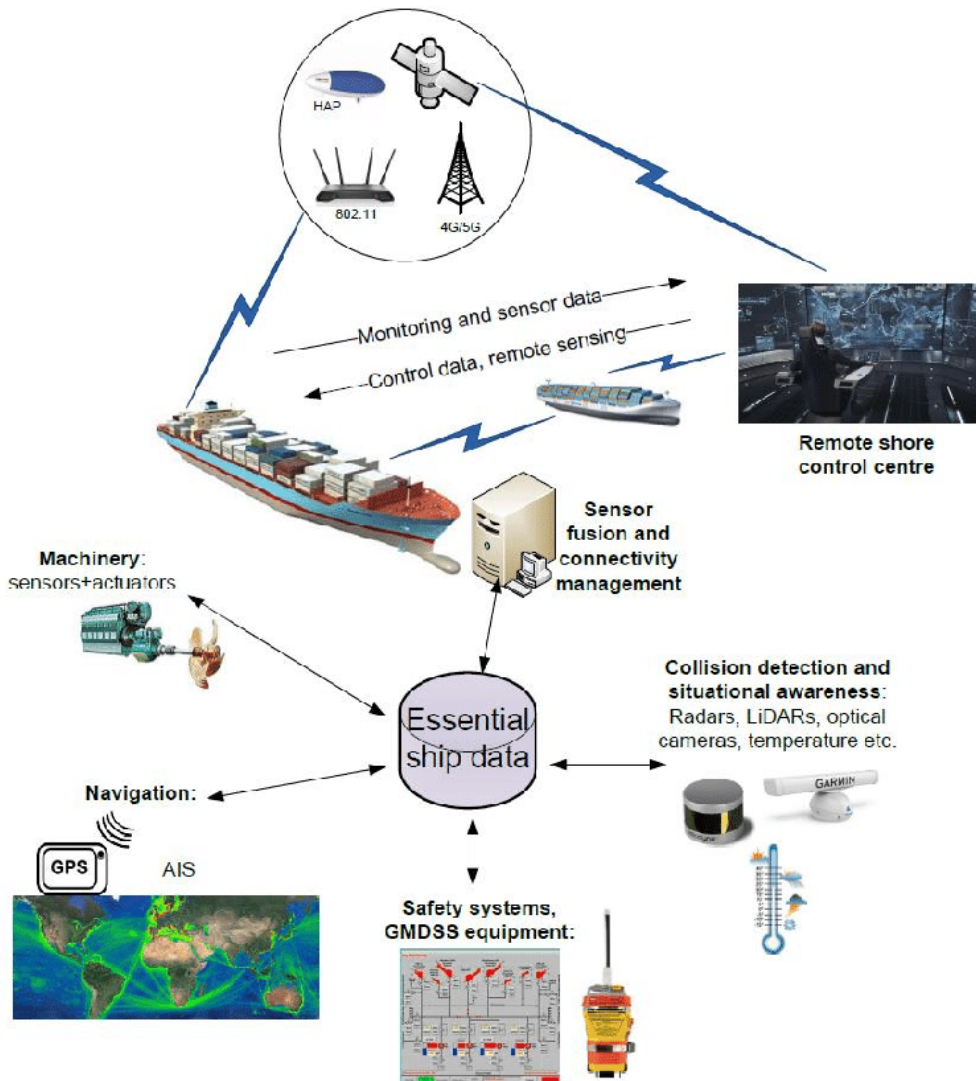 HAP
802.11
4G/5G
Monitoring and sensor data
Control data, remote sensing
Remote shore
control centre
Sensor
fusion and
connectivity
management
Machinery:
sensors+actuators
Essential
ship data
Collision detection and
situational awareness:
Radars, LiDARs, optical
cameras, temperature etc.
GARMIN
Navigation:
GPS
AIS
Safety systems,
GMDSS equipment: